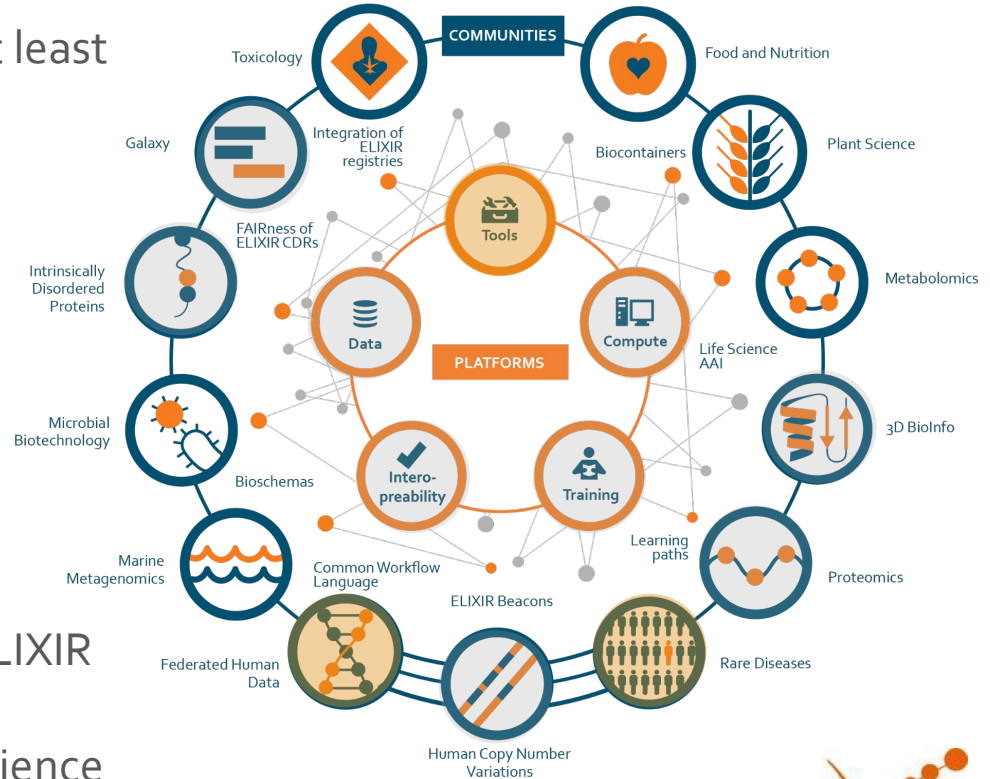 t least
COMMUNITIES
Toxicology
Food and Nutrition
Galaxy
Integration of
ELIXIR
registries
Biocontainers
Plant Science
Tools
FAIRness of
ELIXIR CDRs
Intrinsically
Disordered
Proteins
Metabolomics
Data
Compute
PLATFORMS
Life Science
AAI
Microbial
Biotechnology
3D BioInfo
Bioschemas
Intero-
preability
Training
Learning
paths
Marine
Metagenomics
Common Workflow
Language
Proteomics
ELIXIR Beacons
LIXIR
Federated Human
Data
Rare Diseases
Human Copy Number
Variations
ience